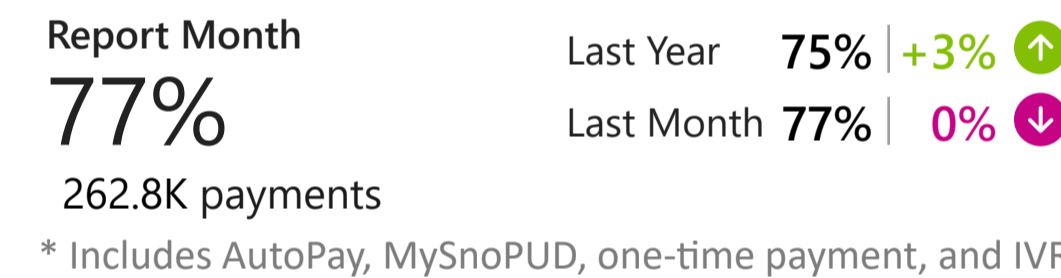 Report Month
77%
262.8K payments
Last Year 75% +3%
Last Month 77% 0%
* Includes AutoPay, MySnoPUD, one-time payment, and